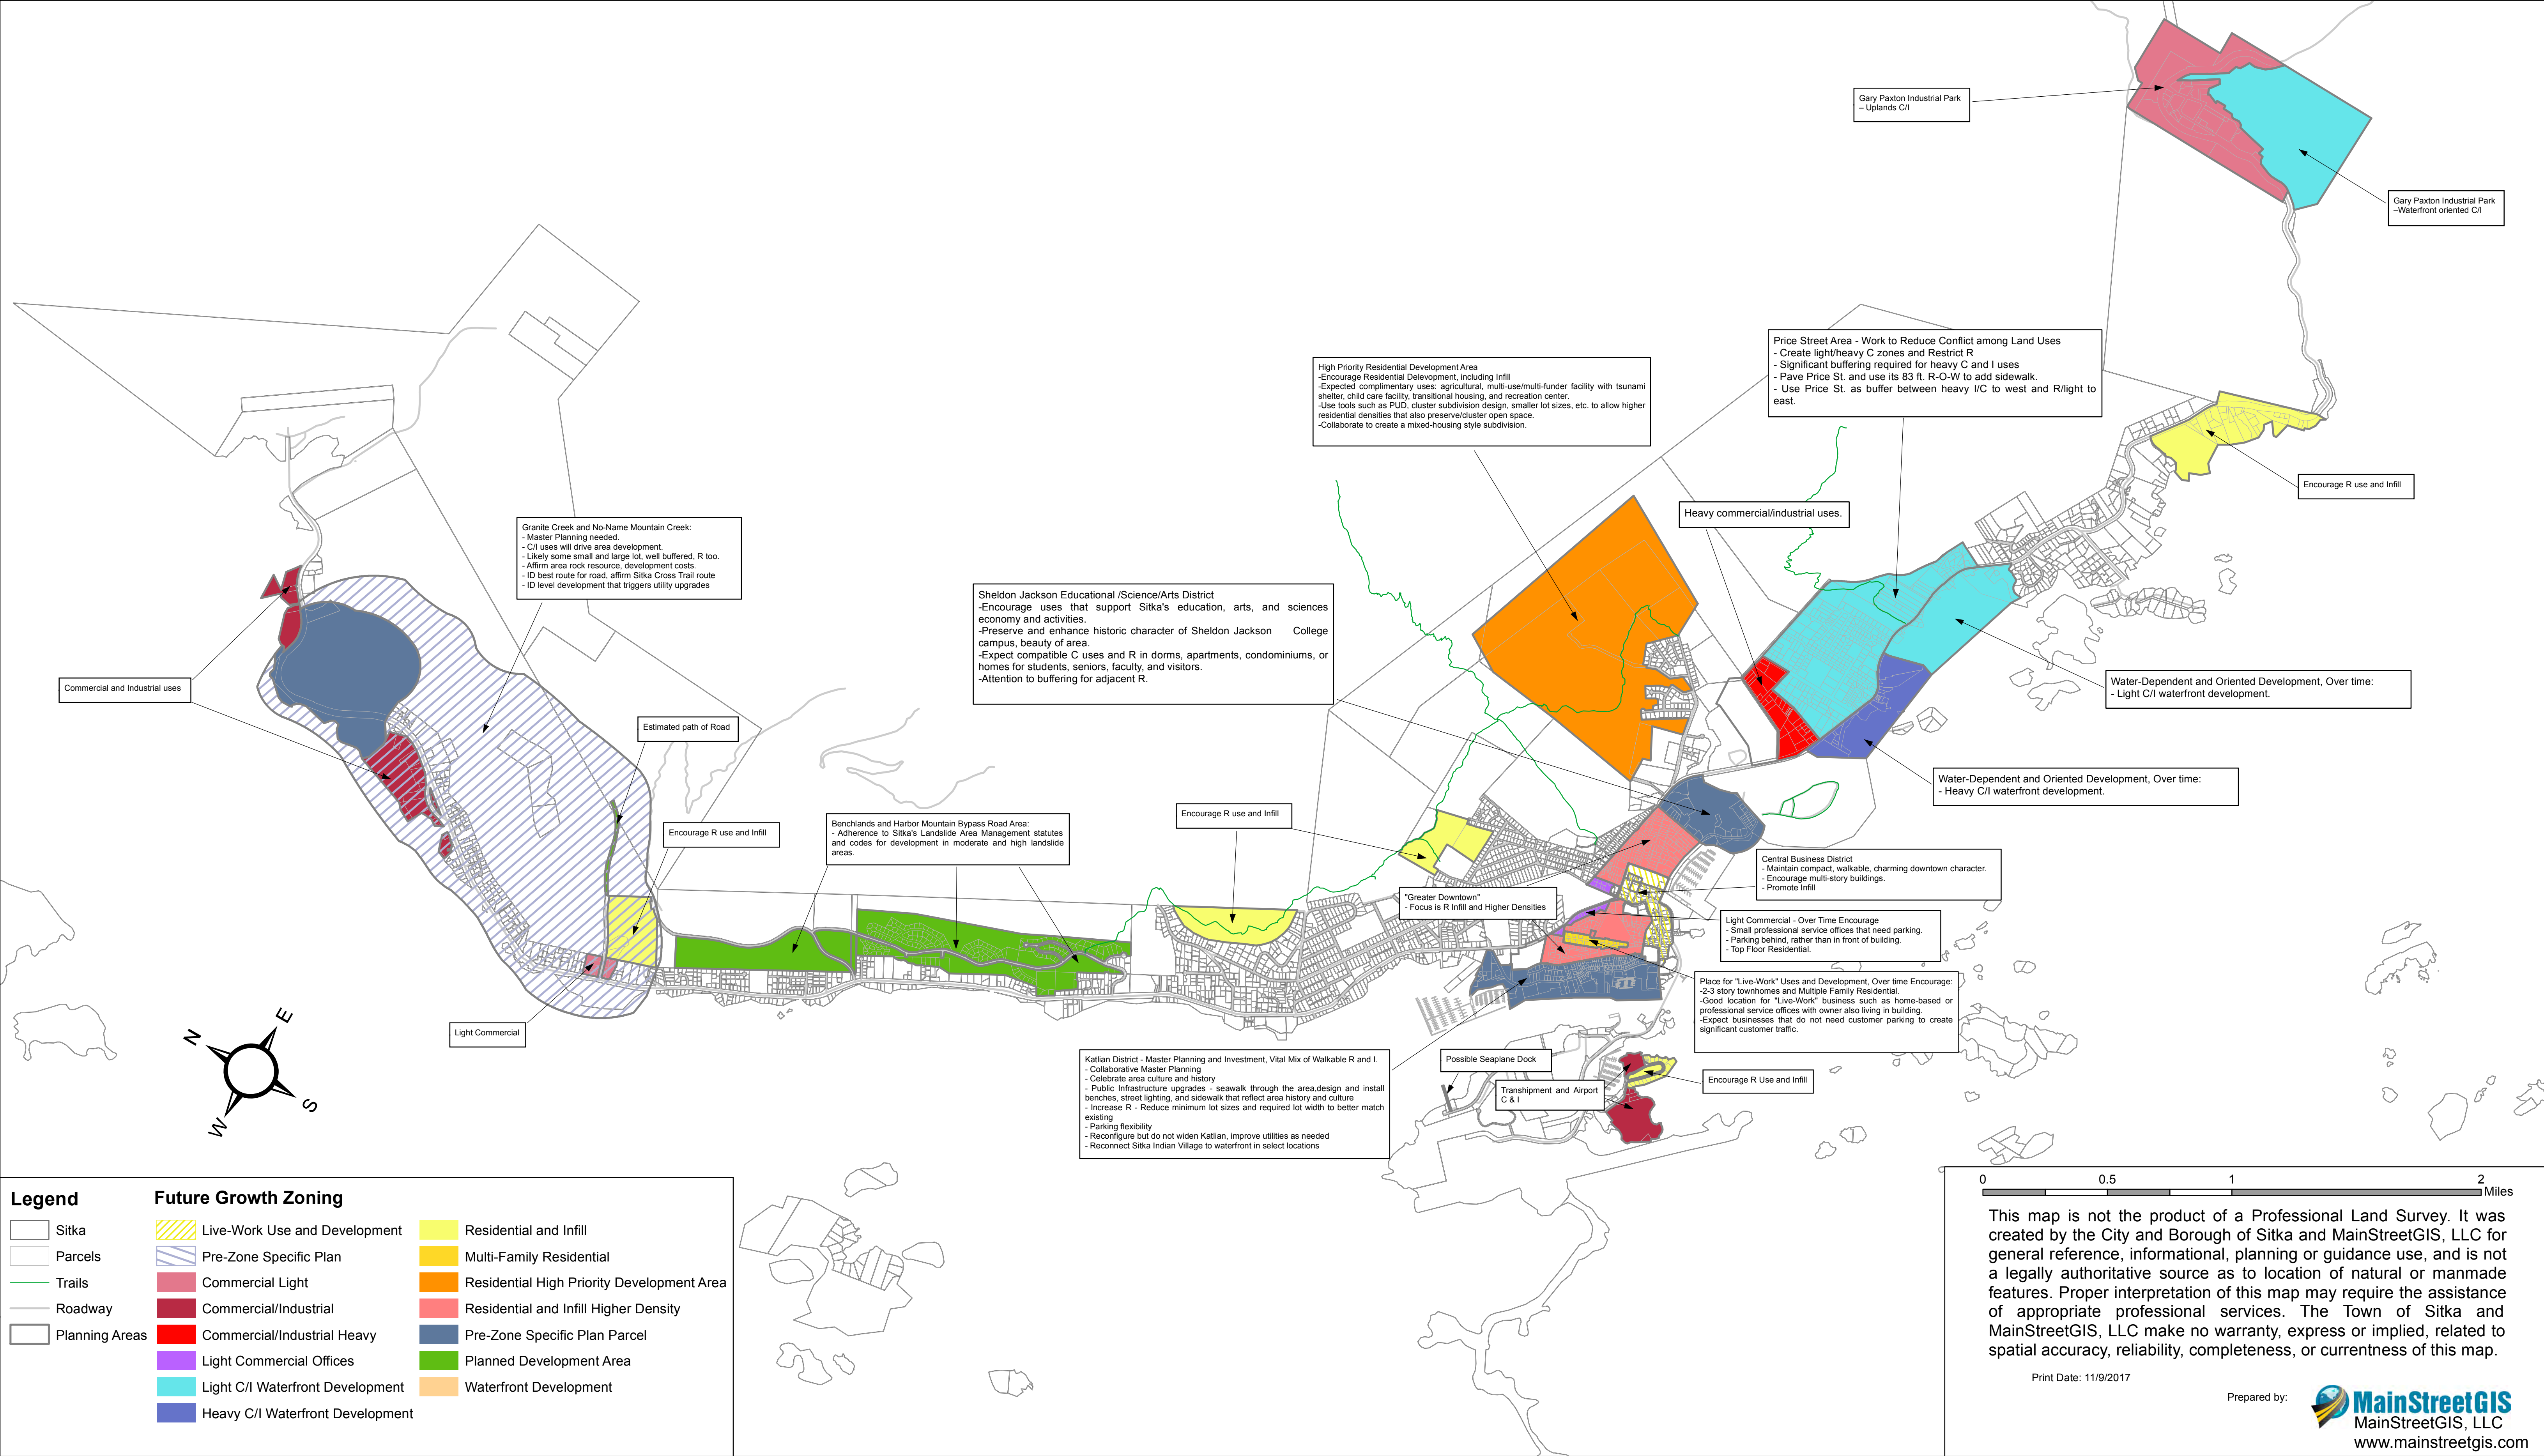 Gary Paxton Industrial Park
– Uplands C/I
Gary Paxton Industrial Park
–Waterfront oriented C/I
Price Street Area - Work to Reduce Conflict among Land Uses
- Create light/heavy C zones and Restrict R
- Significant buffering required for heavy C and I uses
- Pave Price St. and use its 83 ft. R-O-W to add sidewalk.
- Use Price St. as buffer between heavy I/C to west and R/light to
east.
High Priority Residential Development Area
-Encourage Residential Delevopment, including Infill
-Expected complimentary uses: agricultural, multi-use/multi-funder facility with tsunami
shelter, child care facility, transitional housing, and recreation center.
-Use tools such as PUD, cluster subdivision design, smaller lot sizes, etc. to allow higher
residential densities that also preserve/cluster open space.
-Collaborate to create a mixed-housing style subdivision.
Encourage R use and Infill
Heavy commercial/industrial uses.
Granite Creek and No-Name Mountain Creek:
- Master Planning needed.
- C/I uses will drive area development.
- Likely some small and large lot, well buffered, R too.
- Affirm area rock resource, development costs.
- ID best route for road, affirm Sitka Cross Trail route
- ID level development that triggers utility upgrades
Sheldon Jackson Educational /Science/Arts District
-Encourage uses that support Sitka's education, arts, and sciences
economy and activities.
-Preserve and enhance historic character of Sheldon Jackson College
campus, beauty of area.
-Expect compatible C uses and R in dorms, apartments, condominiums, or
homes for students, seniors, faculty, and visitors.
-Attention to buffering for adjacent R.
Commercial and Industrial uses
Water-Dependent and Oriented Development, Over time:
- Light C/I waterfront development.
Estimated path of Road
Water-Dependent and Oriented Development, Over time:
- Heavy C/I waterfront development.
Encourage R use and Infill
Benchlands and Harbor Mountain Bypass Road Area:
- Adherence to Sitka's Landslide Area Management statutes
and codes for development in moderate and high landslide
areas.
Encourage R use and Infill
Central Business District
- Maintain compact, walkable, charming downtown character.
- Encourage multi-story buildings.
- Promote Infill
"Greater Downtown"
- Focus is R Infill and Higher Densities
Light Commercial - Over Time Encourage
- Small professional service offices that need parking.
- Parking behind, rather than in front of building.
- Top Floor Residential.
Place for "Live-Work" Uses and Development, Over time Encourage:
-2-3 story townhomes and Multiple Family Residential.
-Good location for "Live-Work" business such as home-based or
professional service offices with owner also living in building.
-Expect businesses that do not need customer parking to create
significant customer traffic.
Light Commercial
Katlian District - Master Planning and Investment, Vital Mix of Walkable R and I.
- Collaborative Master Planning
- Celebrate area culture and history
- Public Infrastructure upgrades - seawalk through the area,design and install
benches, street lighting, and sidewalk that reflect area history and culture
- Increase R - Reduce minimum lot sizes and required lot width to better match
existing
- Parking flexibility
- Reconfigure but do not widen Katlian, improve utilities as needed
- Reconnect Sitka Indian Village to waterfront in select locations
Possible Seaplane Dock
Transhipment and Airport
C & I
Encourage R Use and Infill
N
E
S
W
Legend
Sitka
Parcels
Trails
Roadway
Planning Areas
Future Growth Zoning
Live-Work Use and Development
Pre-Zone Specific Plan
Commercial Light
Commercial/Industrial
Commercial/Industrial Heavy
Light Commercial Offices
Light C/I Waterfront Development
Heavy C/I Waterfront Development
Residential and Infill
Multi-Family Residential
Residential High Priority Development Area
Residential and Infill Higher Density
Pre-Zone Specific Plan Parcel
Planned Development Area
Waterfront Development
0 0.5 1 2
Miles
This map is not the product of a Professional Land Survey. It was
created by the City and Borough of Sitka and MainStreetGIS, LLC for
general reference, informational, planning or guidance use, and is not
a legally authoritative source as to location of natural or manmade
features. Proper interpretation of this map may require the assistance
of appropriate professional services. The Town of Sitka and
MainStreetGIS, LLC make no warranty, express or implied, related to
spatial accuracy, reliability, completeness, or currentness of this map.
Print Date: 11/9/2017
Prepared by:
MainStreetGIS
MainStreetGIS, LLC
www.mainstreetgis.com